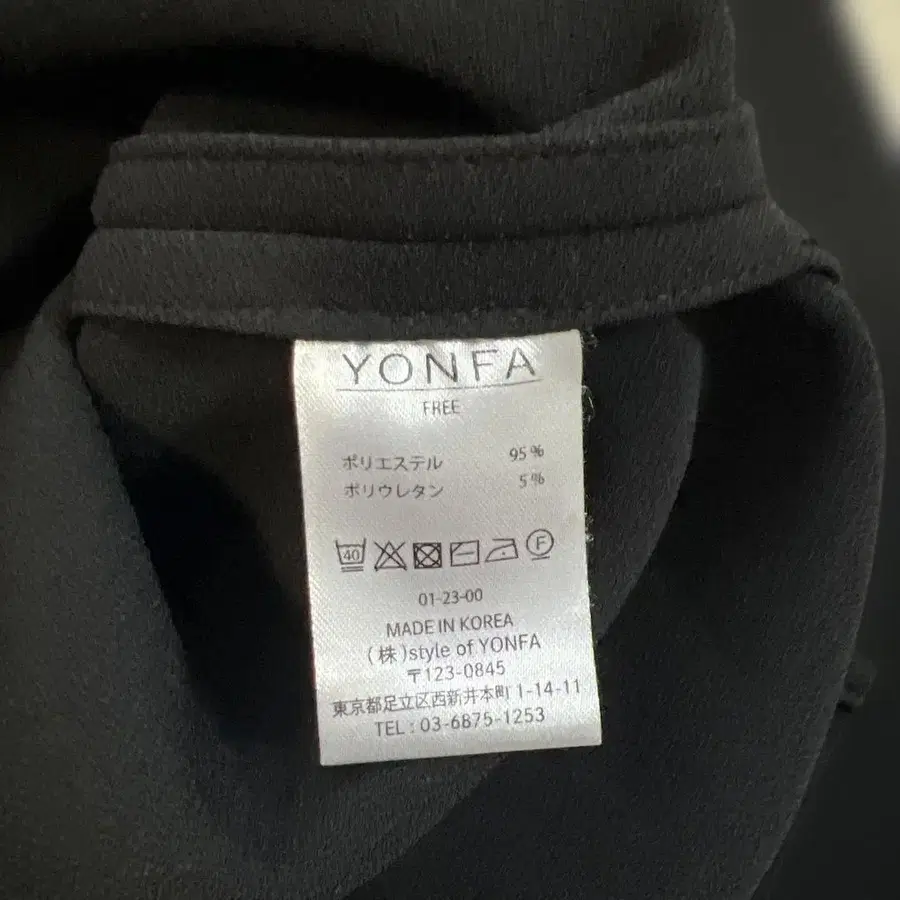 YONFA
FREE
ポリエステル 95%
ポリウレタン 5%
40 F
01-23-00
MADE IN KOREA
(株)style of YONFA
〒123-0845
東京都足立区西新井本町1-14-11
TEL : 03-6875-1253